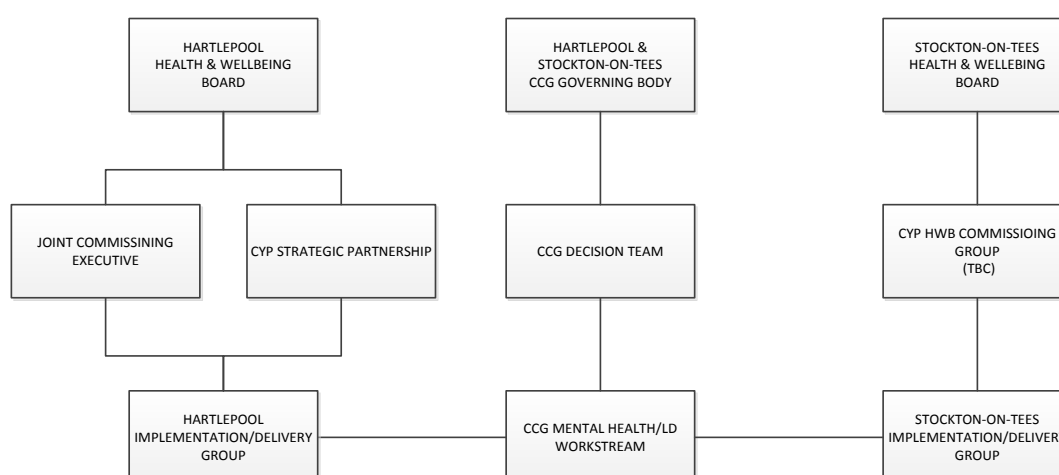 HARTLEPOOL
HEALTH & WELLBEING
BOARD
HARTLEPOOL &
STOCKTON-ON-TEES
CCG GOVERNING BODY
STOCKTON-ON-TEES
HEALTH & WELLEBING
BOARD
JOINT COMMISSINING
EXECUTIVE
CYP STRATEGIC PARTNERSHIP
CCG DECISION TEAM
CYP HWB COMMISSIOING
GROUP
(TBC)
HARTLEPOOL
IMPLEMENTATION/DELIVERY
GROUP
CCG MENTAL HEALTH/LD
WORKSTREAM
STOCKTON-ON-TEES
IMPLEMENTATION/DELIVERY
GROUP